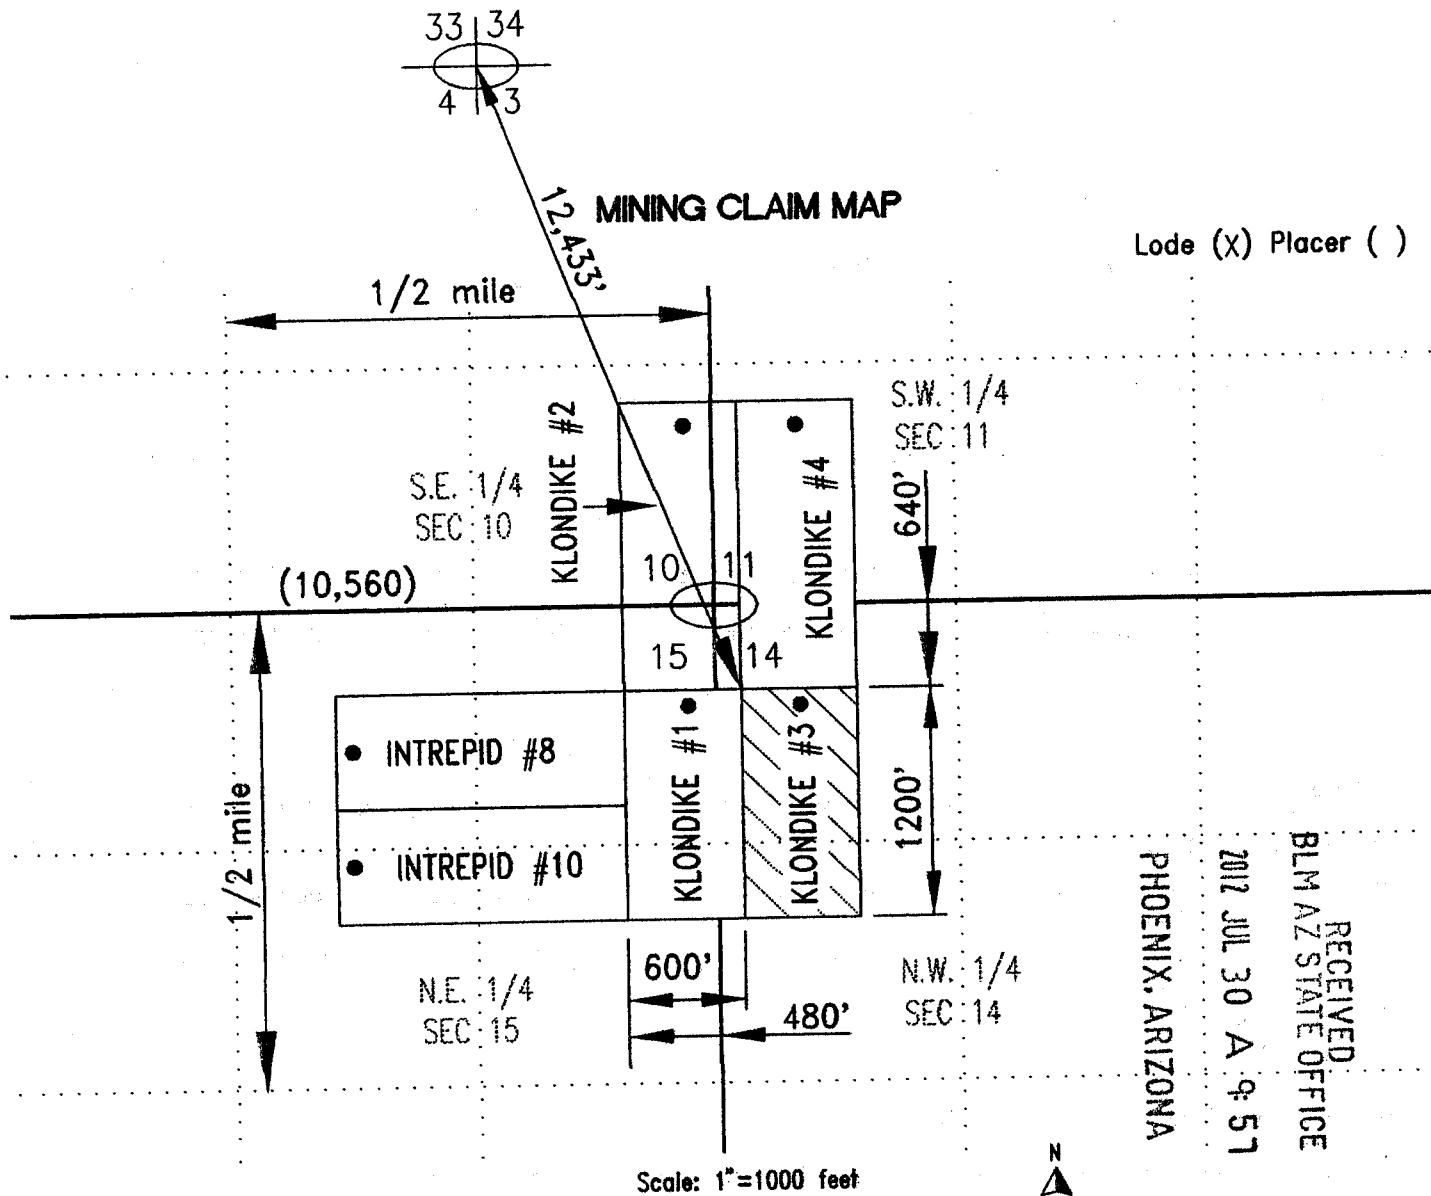 33 34
4 3
12,433'
MINING CLAIM MAP
Lode (X) Placer ( )
1/2 mile
KLONDIKE #2
S.W. 1/4
SEC 11
S.E. 1/4
SEC 10
KLONDIKE #4
640'
10 11
(10,560)
15 14
INTREPID #8
KLONDIKE #1
KLONDIKE #3
1200'
1/2 mile
INTREPID #10
N.E. 1/4
SEC 15
600'
480'
N.W. 1/4
SEC 14
RECEIVED
BLM AZ STATE OFFICE
2012 JUL 30 A 9:57
PHOENIX, ARIZONA
N
Scale: 1"=1000 feet